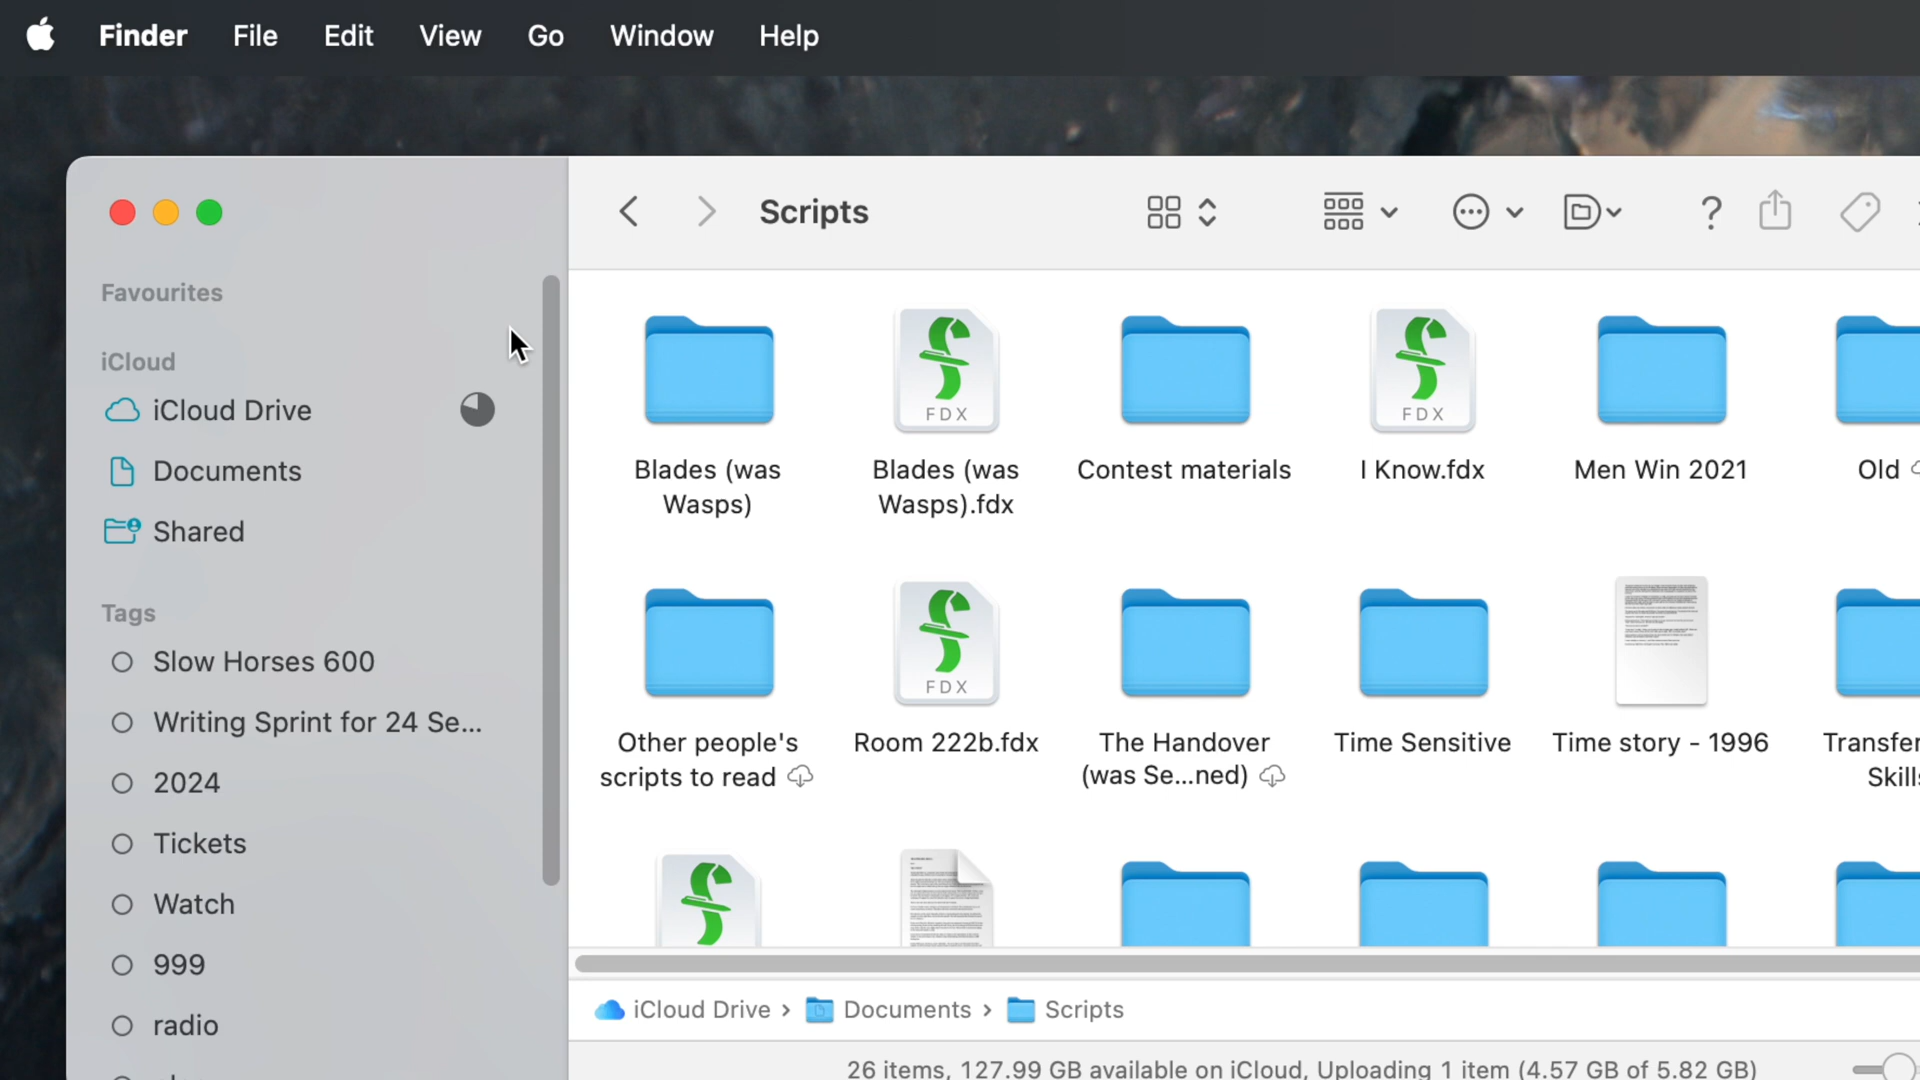 Finder File Edit View Go Window Help
Scripts
Favourites
iCloud
iCloud Drive
Documents
Shared
Tags
Slow Horses 600
Writing Sprint for 24 Se...
2024
Tickets
Watch
999
radio
Blades (was
Wasps)
FDX
Blades (was
Wasps).fdx
Contest materials
FDX
I Know.fdx
Men Win 2021
Old
Other people's
scripts to read
FDX
Room 222b.fdx
The Handover
(was Se...ned)
Time Sensitive
Time story - 1996
Transfer
Skills
iCloud Drive › Documents › Scripts
26 items, 127.99 GB available on iCloud, Uploading 1 item (4.57 GB of 5.82 GB)